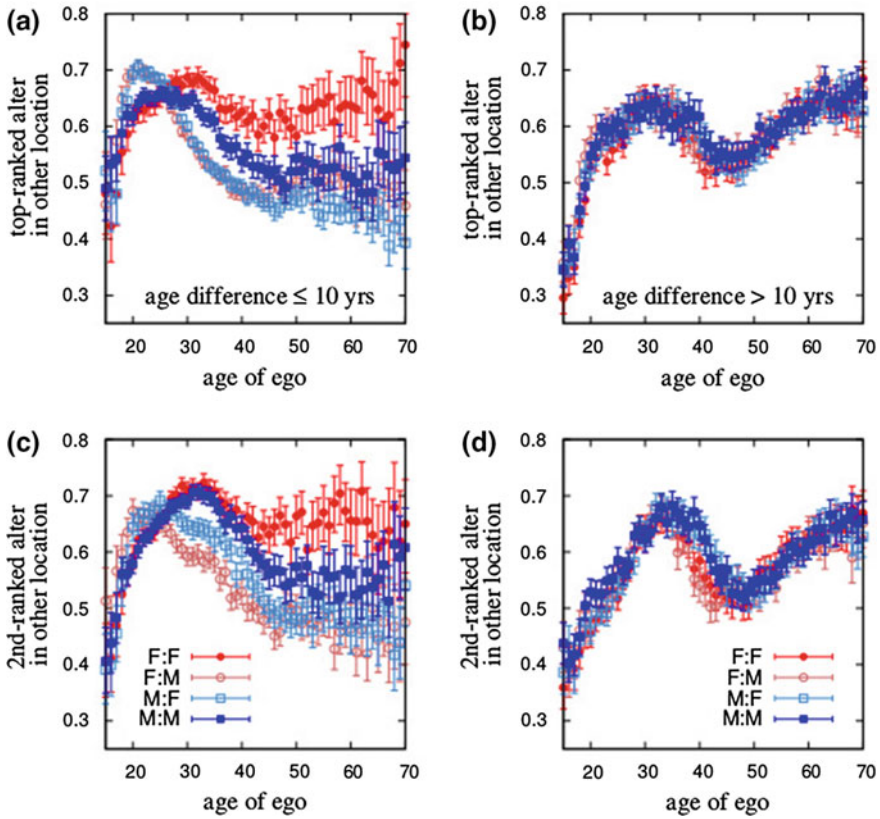 (a)
top-ranked alter
in other location
0.8
0.7
0.6
0.5
0.4
0.3
age difference ≤ 10 yrs
20 30 40 50 60 70
age of ego
(b)
top-ranked alter
in other location
0.8
0.7
0.6
0.5
0.4
0.3
age difference > 10 yrs
20 30 40 50 60 70
age of ego
(c)
2nd-ranked alter
in other location
0.8
0.7
0.6
0.5
0.4
0.3
F:F
F:M
M:F
M:M
20 30 40 50 60 70
age of ego
(d)
2nd-ranked alter
in other location
0.8
0.7
0.6
0.5
0.4
0.3
F:F
F:M
M:F
M:M
20 30 40 50 60 70
age of ego